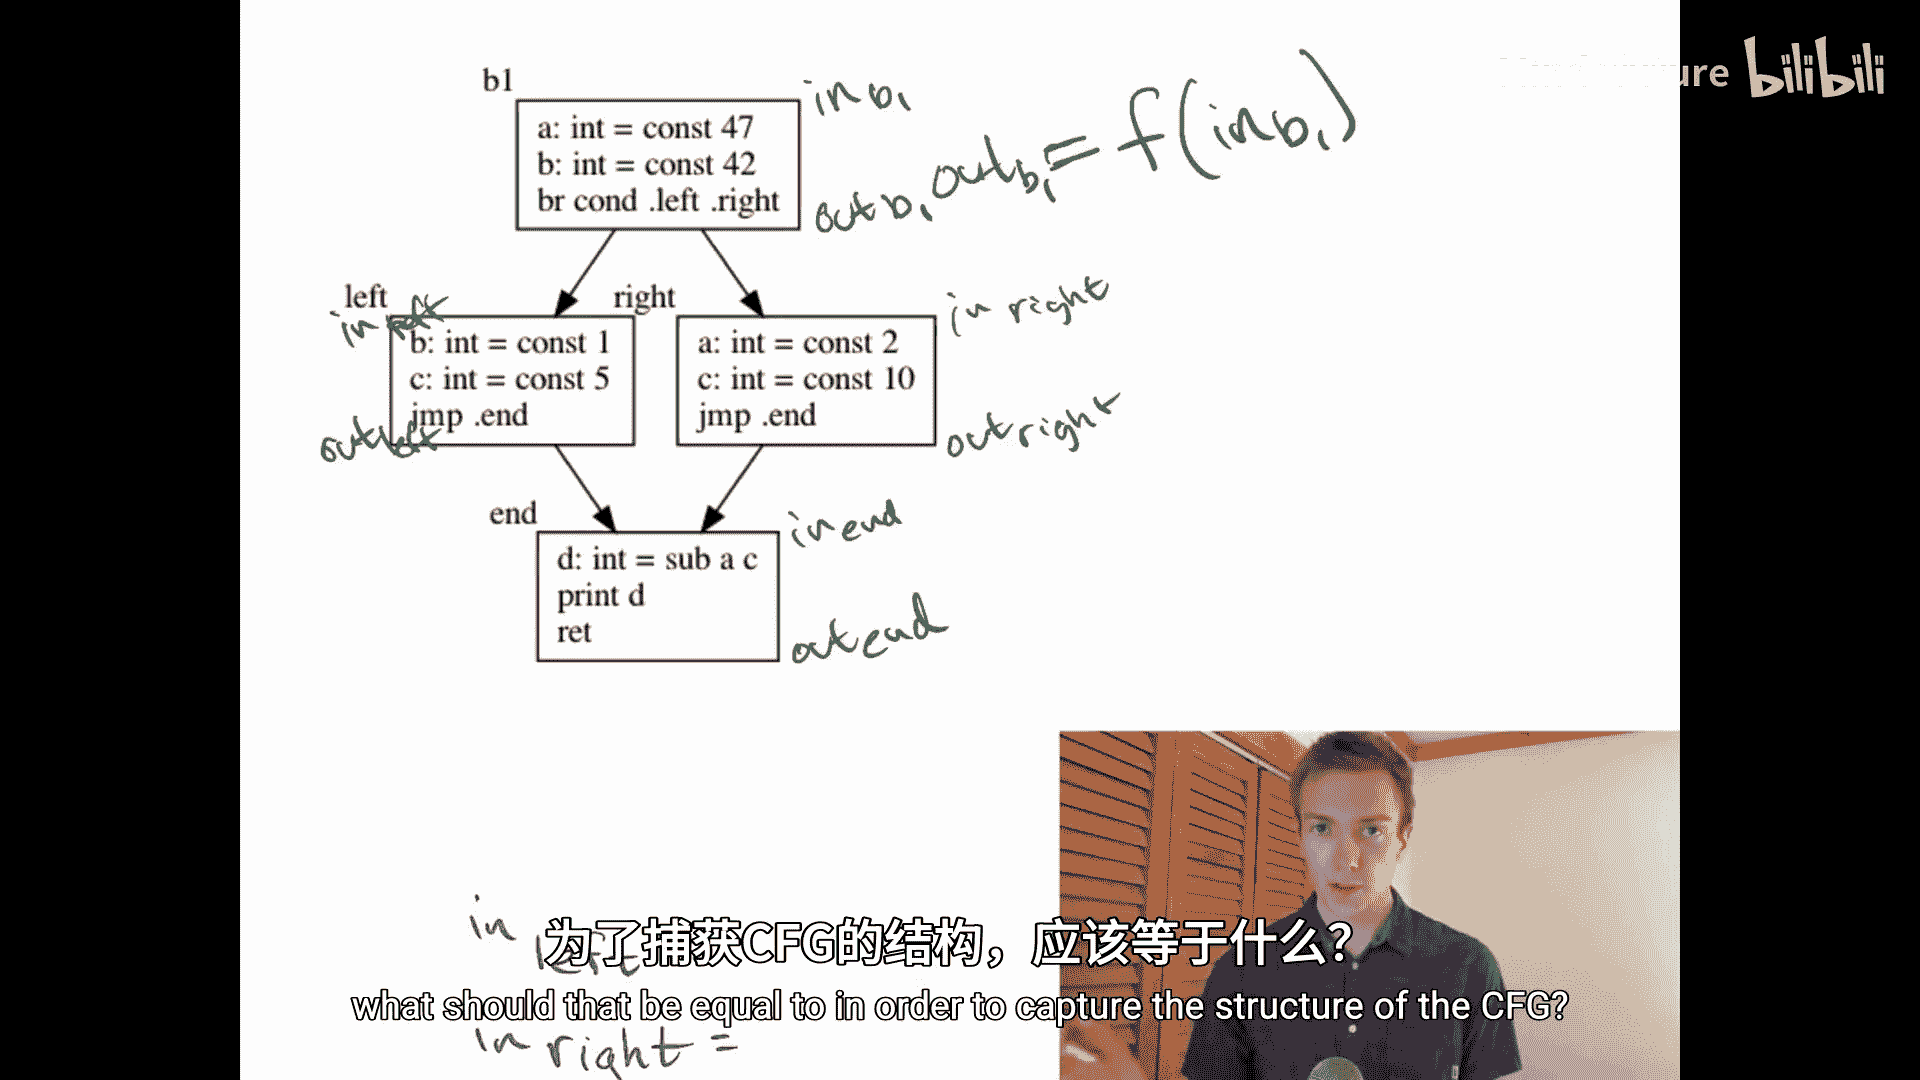 ure bilibili
b1
in b1
a: int = const 47
b: int = const 42
br cond .left .right
out b1
out b1 = f(in b1)
left
in left
b: int = const 1
c: int = const 5
jmp .end
out left
right
in right
a: int = const 2
c: int = const 10
jmp .end
out right
end
in end
d: int = sub a c
print d
ret
out end
in left
为了捕获CFG的结构，应该等于什么？
what should that be equal to in order to capture the structure of the CFG?
in right =